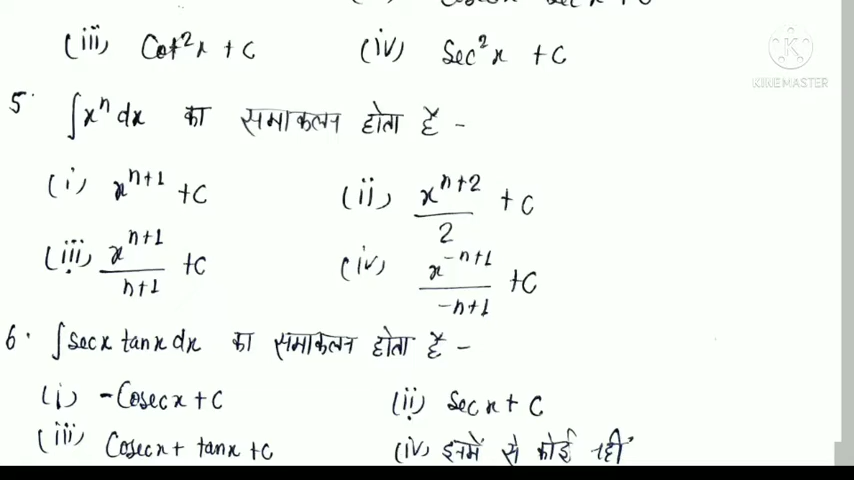 (iii) Cot²x + C (iv) Sec²x + C
KINEMASTER
5. ∫xⁿ dx का समाकलन होता है -
(i) xⁿ⁺¹ + C (ii) xⁿ⁺²/2 + C
(iii) xⁿ⁺¹/n+1 + C (iv) x⁻ⁿ⁺¹/-n+1 + C
6. ∫Secx tanx dx का समाकलन होता है -
(i) -Cosecx + C (ii) Secx + C
(iii) Cosecx + tanx + C (iv) इनमें से कोई नहीं